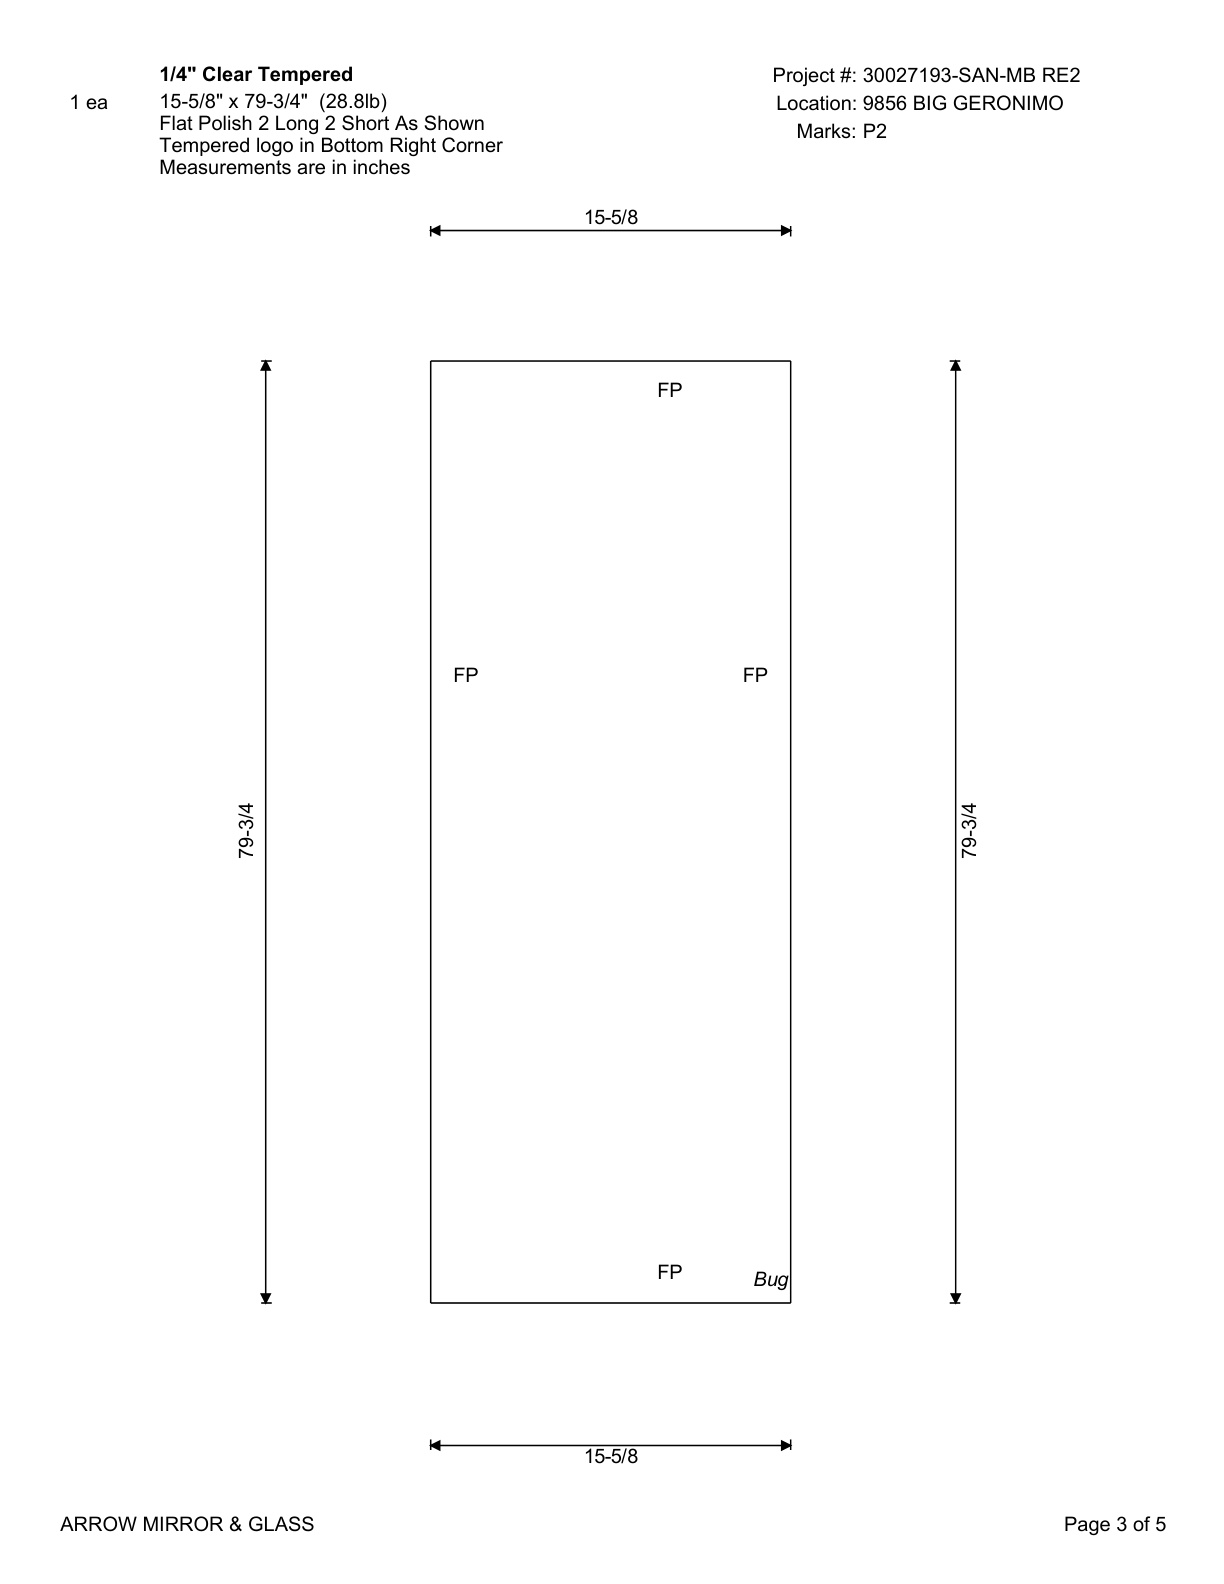 1/4" Clear Tempered
1 ea
15-5/8" x 79-3/4" (28.8lb)
Flat Polish 2 Long 2 Short As Shown
Tempered logo in Bottom Right Corner
Measurements are in inches
Project #: 30027193-SAN-MB RE2
Location: 9856 BIG GERONIMO
Marks: P2
15-5/8
FP
FP
FP
79-3/4
79-3/4
FP
Bug
15-5/8
ARROW MIRROR & GLASS
Page 3 of 5